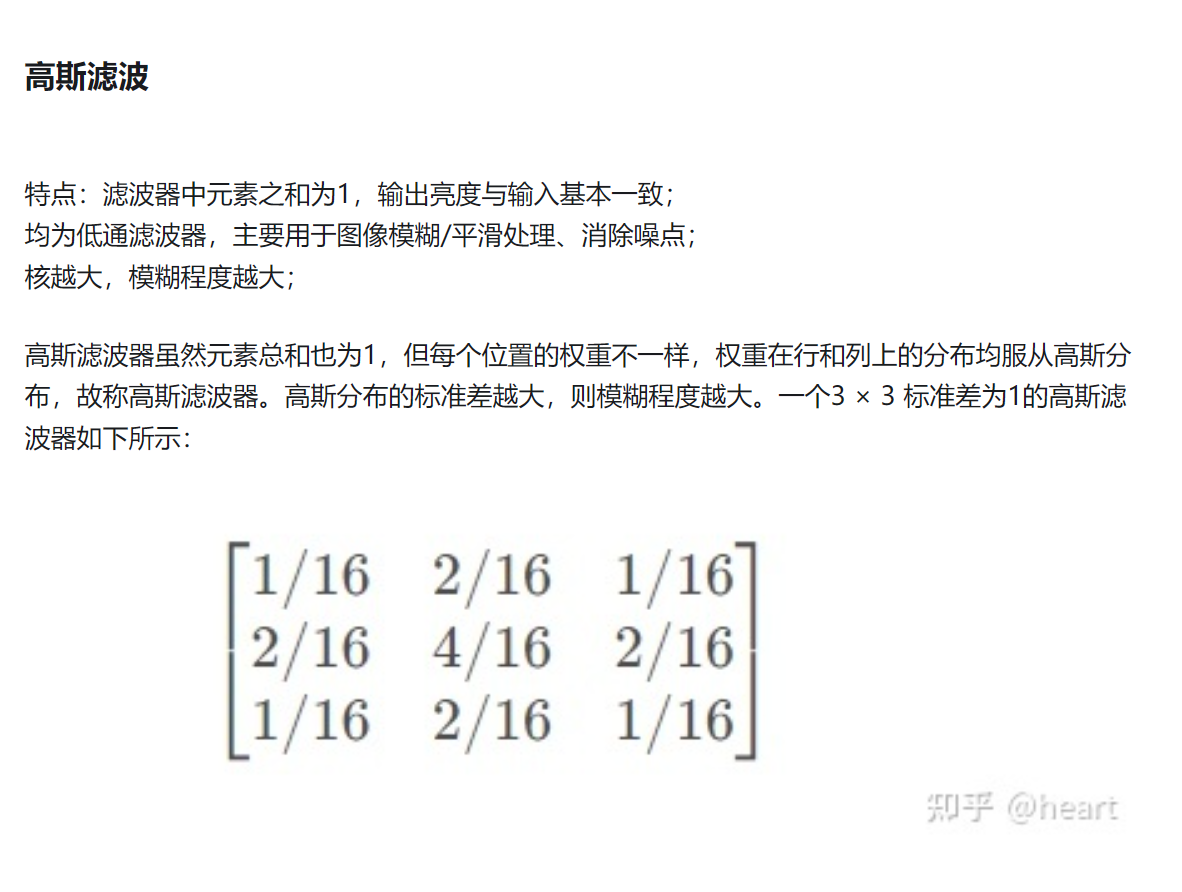 高斯滤波
特点：滤波器中元素之和为1，输出亮度与输入基本一致；
均为低通滤波器，主要用于图像模糊/平滑处理、消除噪点；
核越大，模糊程度越大；
高斯滤波器虽然元素总和也为1，但每个位置的权重不一样，权重在行和列上的分布均服从高斯分
布，故称高斯滤波器。高斯分布的标准差越大，则模糊程度越大。一个3 × 3 标准差为1的高斯滤
波器如下所示：
1/16 2/16 1/16
2/16 4/16 2/16
1/16 2/16 1/16
知乎 @heart